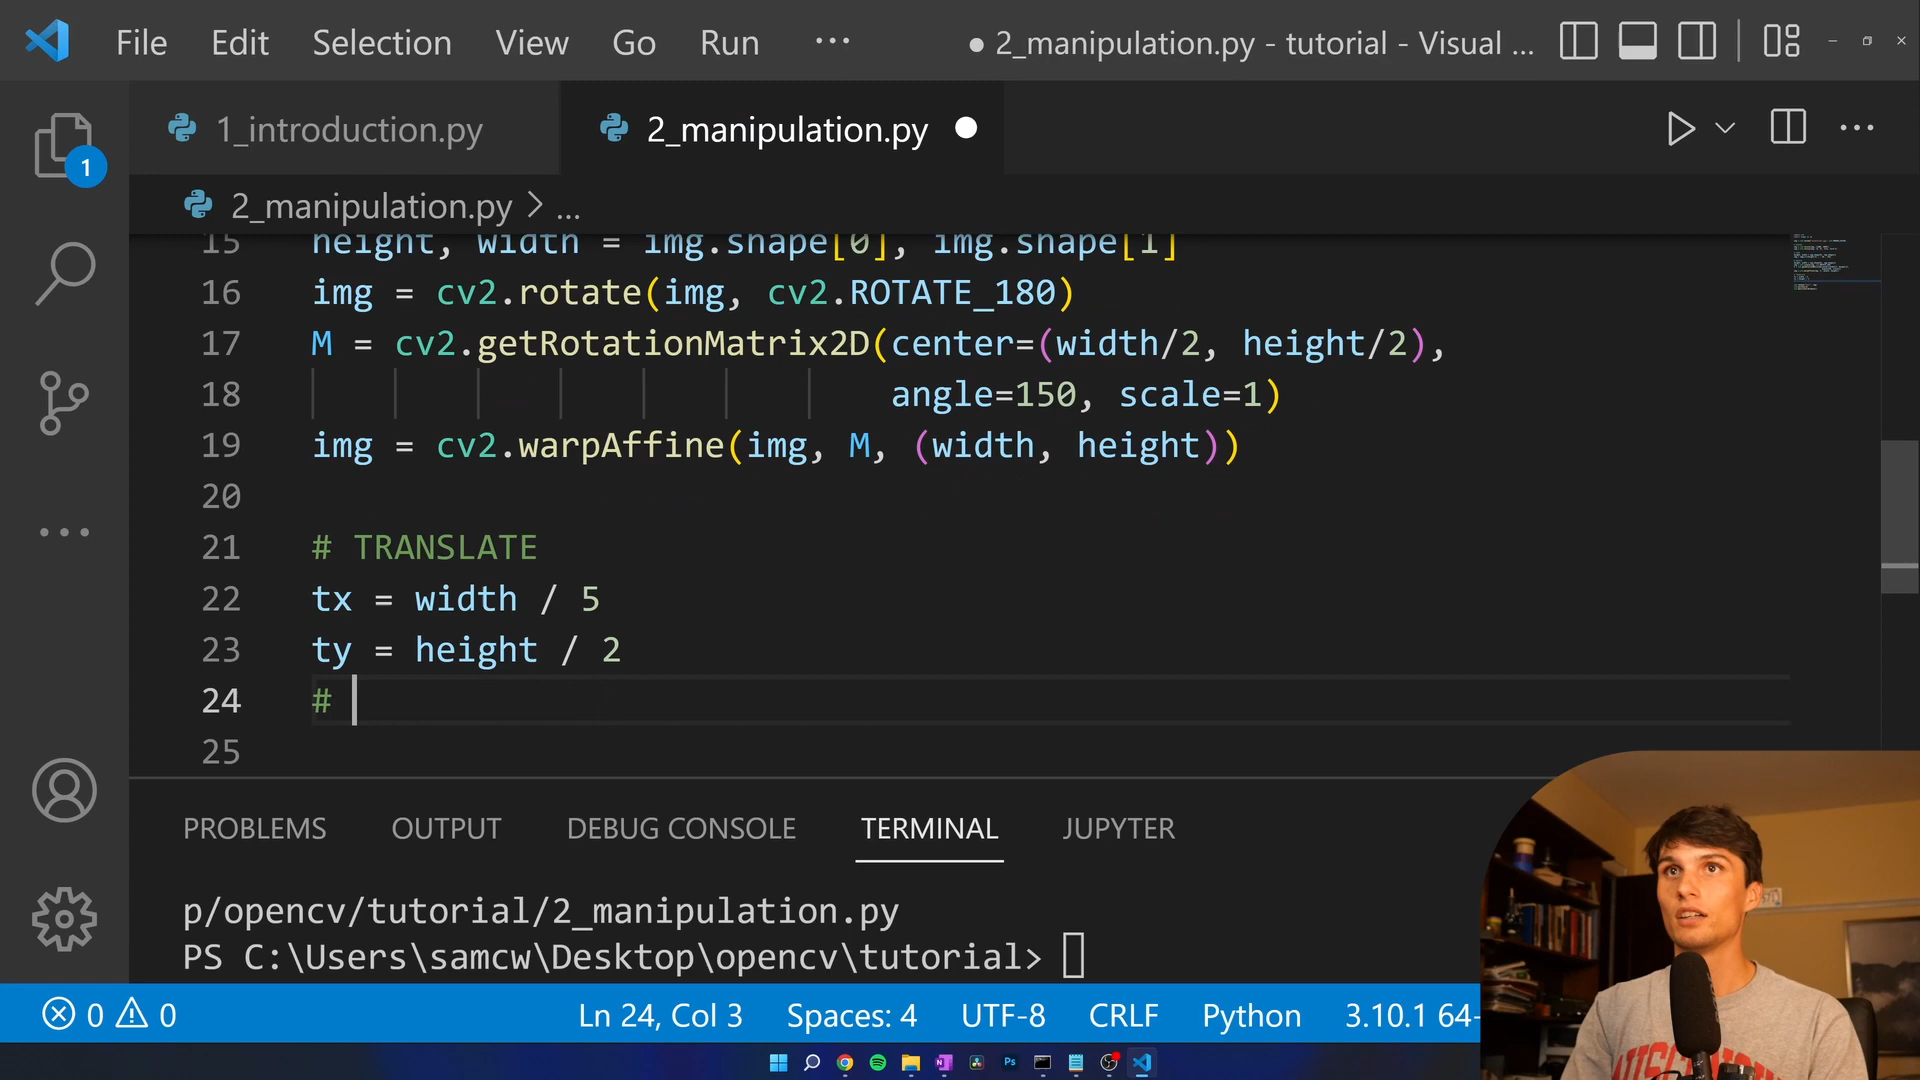 File Edit Selection View Go Run ... ● 2_manipulation.py - tutorial - Visual ...
1_introduction.py 2_manipulation.py
1
2_manipulation.py > ...
15 height, width = img.shape[0], img.shape[1]
16 img = cv2.rotate(img, cv2.ROTATE_180)
17 M = cv2.getRotationMatrix2D(center=(width/2, height/2),
18 angle=150, scale=1)
19 img = cv2.warpAffine(img, M, (width, height))
20
21 # TRANSLATE
22 tx = width / 5
23 ty = height / 2
24 #
25
PROBLEMS OUTPUT DEBUG CONSOLE TERMINAL JUPYTER
p/opencv/tutorial/2_manipulation.py
PS C:\Users\samcw\Desktop\opencv\tutorial>
0 0 Ln 24, Col 3 Spaces: 4 UTF-8 CRLF Python 3.10.1 64-
Ps